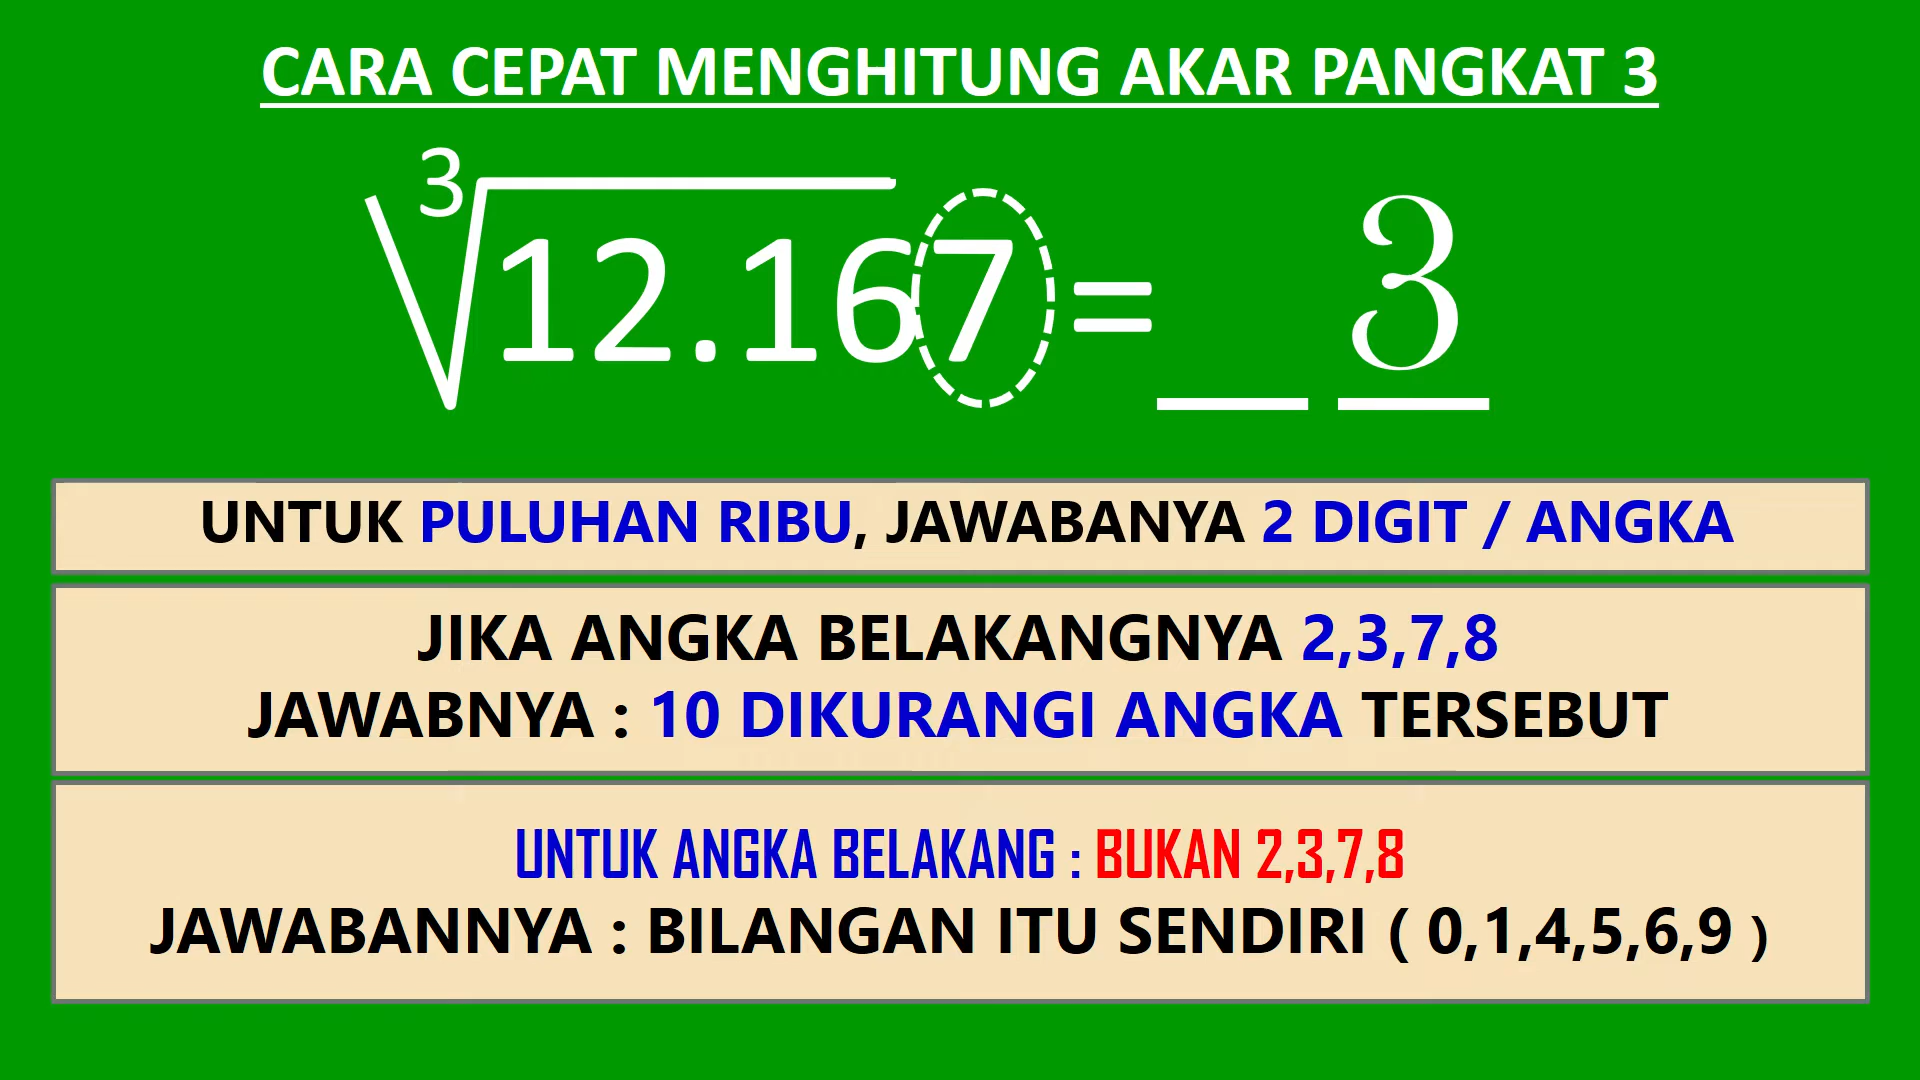 CARA CEPAT MENGHITUNG AKAR PANGKAT 3
∛12.167 = __ 3
UNTUK PULUHAN RIBU, JAWABANYA 2 DIGIT / ANGKA
JIKA ANGKA BELAKANGNYA 2,3,7,8
JAWABNYA : 10 DIKURANGI ANGKA TERSEBUT
UNTUK ANGKA BELAKANG : BUKAN 2,3,7,8
JAWABANNYA : BILANGAN ITU SENDIRI ( 0,1,4,5,6,9 )